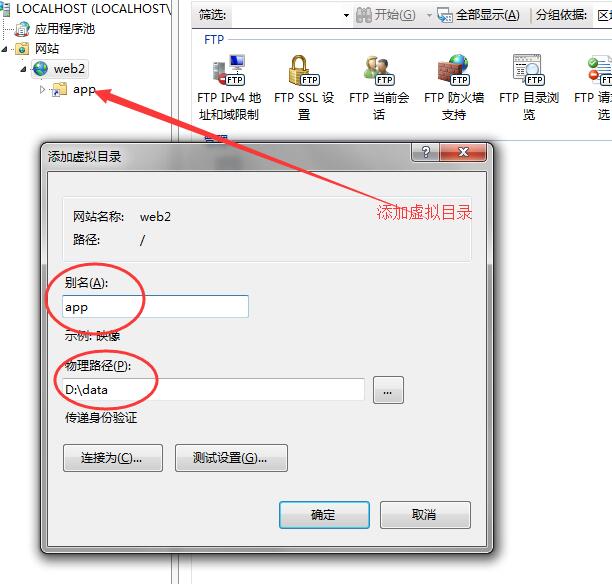 LOCALHOST (LOCALHOST\
应用程序池
网站
web2
app
筛选:
开始(G)
全部显示(A)
分组依据:
FTP
FTP IPv4 地址和域限制
FTP SSL 设置
FTP 当前会话
FTP 防火墙支持
FTP 目录浏览
FTP 请
选
管理
添加虚拟目录
添加虚拟目录
网站名称:
web2
路径:
/
别名(A):
app
示例: 映像
物理路径(P):
D:\data
...
传递身份验证
连接为(C)...
测试设置(G)...
确定
取消